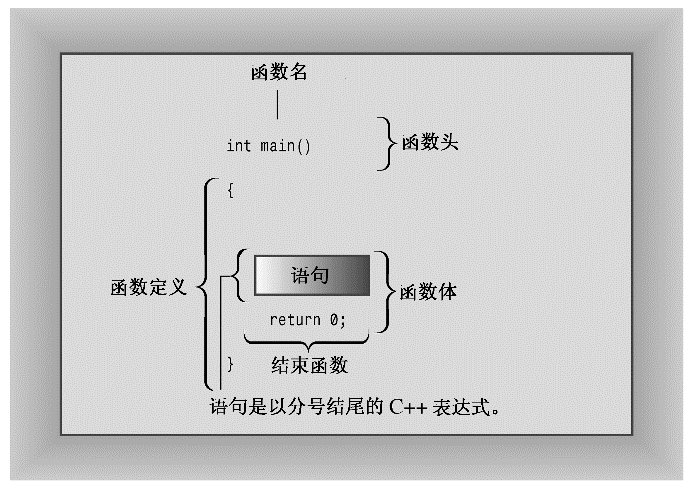 函数名
int main()
函数头
{
语句
函数定义
函数体
return 0;
}
结束函数
语句是以分号结尾的 C++ 表达式。